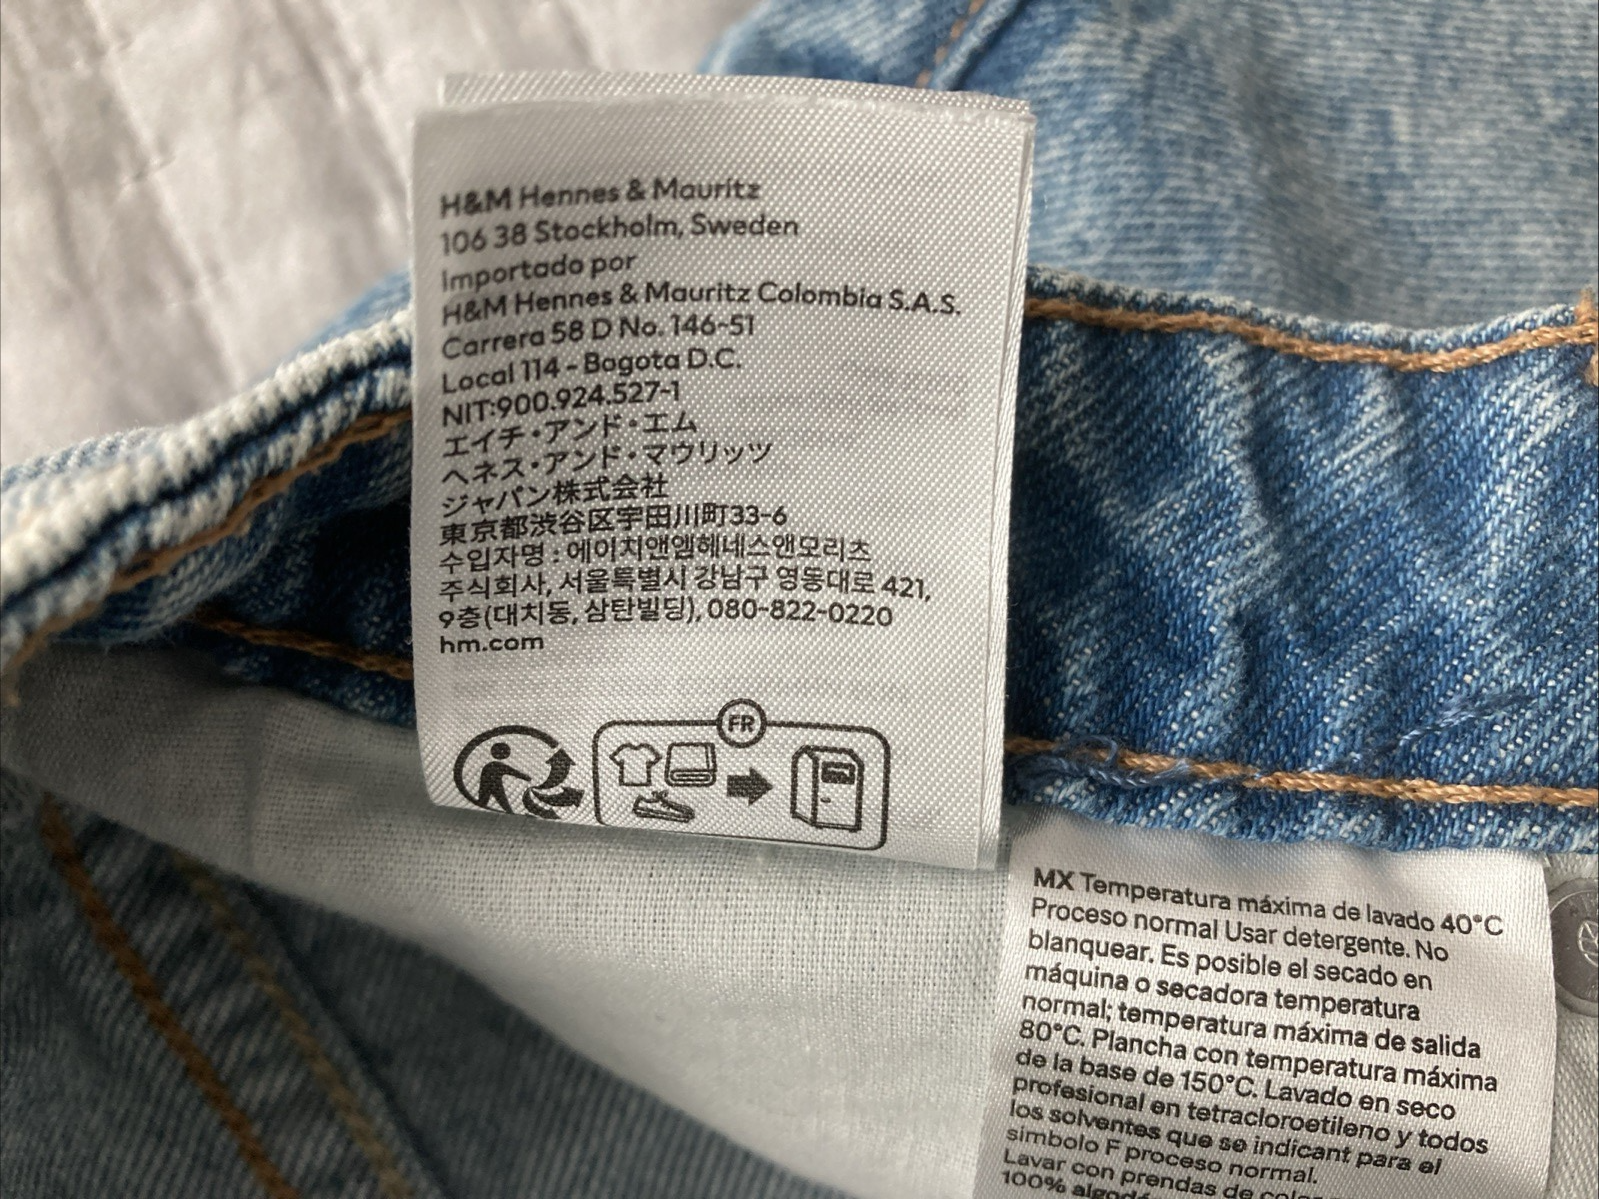 H&M Hennes & Mauritz
106 38 Stockholm, Sweden
Importado por
H&M Hennes & Mauritz Colombia S.A.S.
Carrera 58 D No. 146-51
Local 114 - Bogota D.C.
NIT:900.924.527-1
エイチ・アンド・エム
ヘネス・アンド・マウリッツ
ジャパン株式会社
東京都渋谷区宇田川町33-6
수입자명 : 에이치앤엠헤네스앤모리츠
주식회사, 서울특별시 강남구 영동대로 421,
9층(대치동, 삼탄빌딩), 080-822-0220
hm.com
FR
MX Temperatura máxima de lavado 40°C
Proceso normal Usar detergente. No
blanquear. Es posible el secado en
máquina o secadora temperatura
normal; temperatura máxima de salida
80°C. Plancha con temperatura máxima
de la base de 150°C. Lavado en seco
profesional en tetracloroetileno y todos
los solventes que se indicant para el
simbolo F proceso normal.
Lavar con prendas de
100%